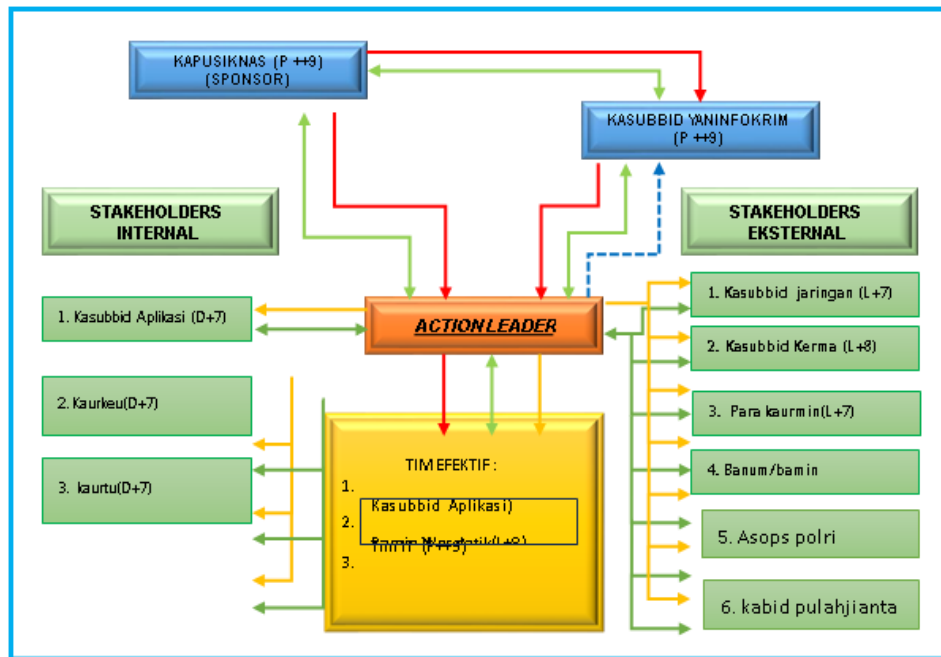 KAPUSIKNAS (P ++9)
(SPONSOR)
KASUBBID YANINFOKRIM
(P ++9)
STAKEHOLDERS
INTERNAL
STAKEHOLDERS
EKSTERNAL
1. Kasubbid Aplikasi (D+7)
2. Kaurkeu(D+7)
3. kaurtu(D+7)
ACTION LEADER
TIM EFEKTIF :
1.
Kasubbid Aplikasi)
2.
3.
1. Kasubbid jaringan (L+7)
2. Kasubbid Kerma (L+8)
3. Para kaurmin(L+7)
4. Banum/bamin
5. Asops polri
6. kabid pulahjianta